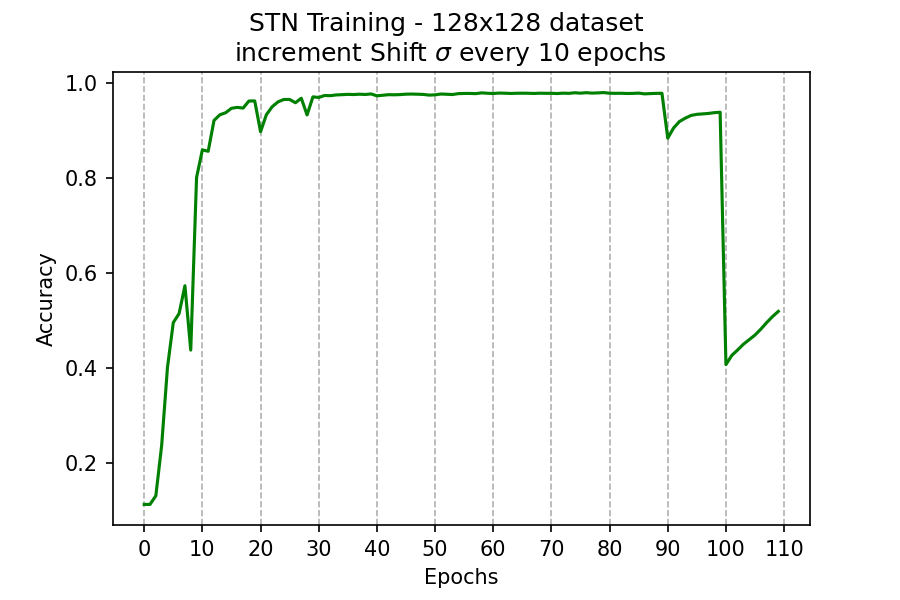 STN Training - 128x128 dataset
increment Shift σ every 10 epochs
1.0
0.8
0.6
0.4
0.2
Accuracy
0 10 20 30 40 50 60 70 80 90 100 110
Epochs